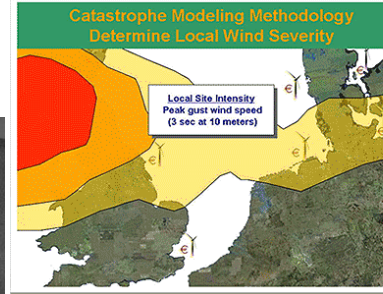 Catastrophe Modeling Methodology
Determine Local Wind Severity
Local Site Intensity
Peak gust wind speed
(3 sec at 10 meters)
€
€
€
€
€
€